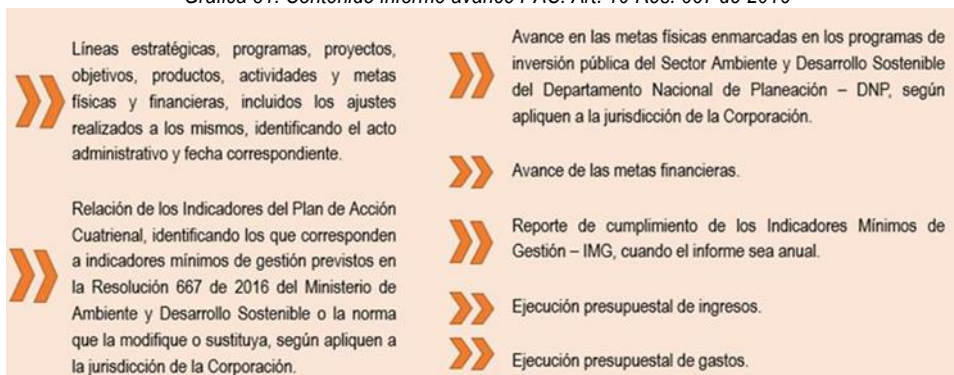 Líneas estratégicas, programas, proyectos,
objetivos, productos, actividades y metas
físicas y financieras, incluidos los ajustes
realizados a los mismos, identificando el acto
administrativo y fecha correspondiente.
Relación de los Indicadores del Plan de Acción
Cuatrienal, identificando los que corresponden
a indicadores mínimos de gestión previstos en
la Resolución 667 de 2016 del Ministerio de
Ambiente y Desarrollo Sostenible o la norma
que la modifique o sustituya, según apliquen a
la jurisdicción de la Corporación.
Avance en las metas físicas enmarcadas en los programas de
inversión pública del Sector Ambiente y Desarrollo Sostenible
del Departamento Nacional de Planeación – DNP, según
apliquen a la jurisdicción de la Corporación.
Avance de las metas financieras.
Reporte de cumplimiento de los Indicadores Mínimos de
Gestión – IMG, cuando el informe sea anual.
Ejecución presupuestal de ingresos.
Ejecución presupuestal de gastos.